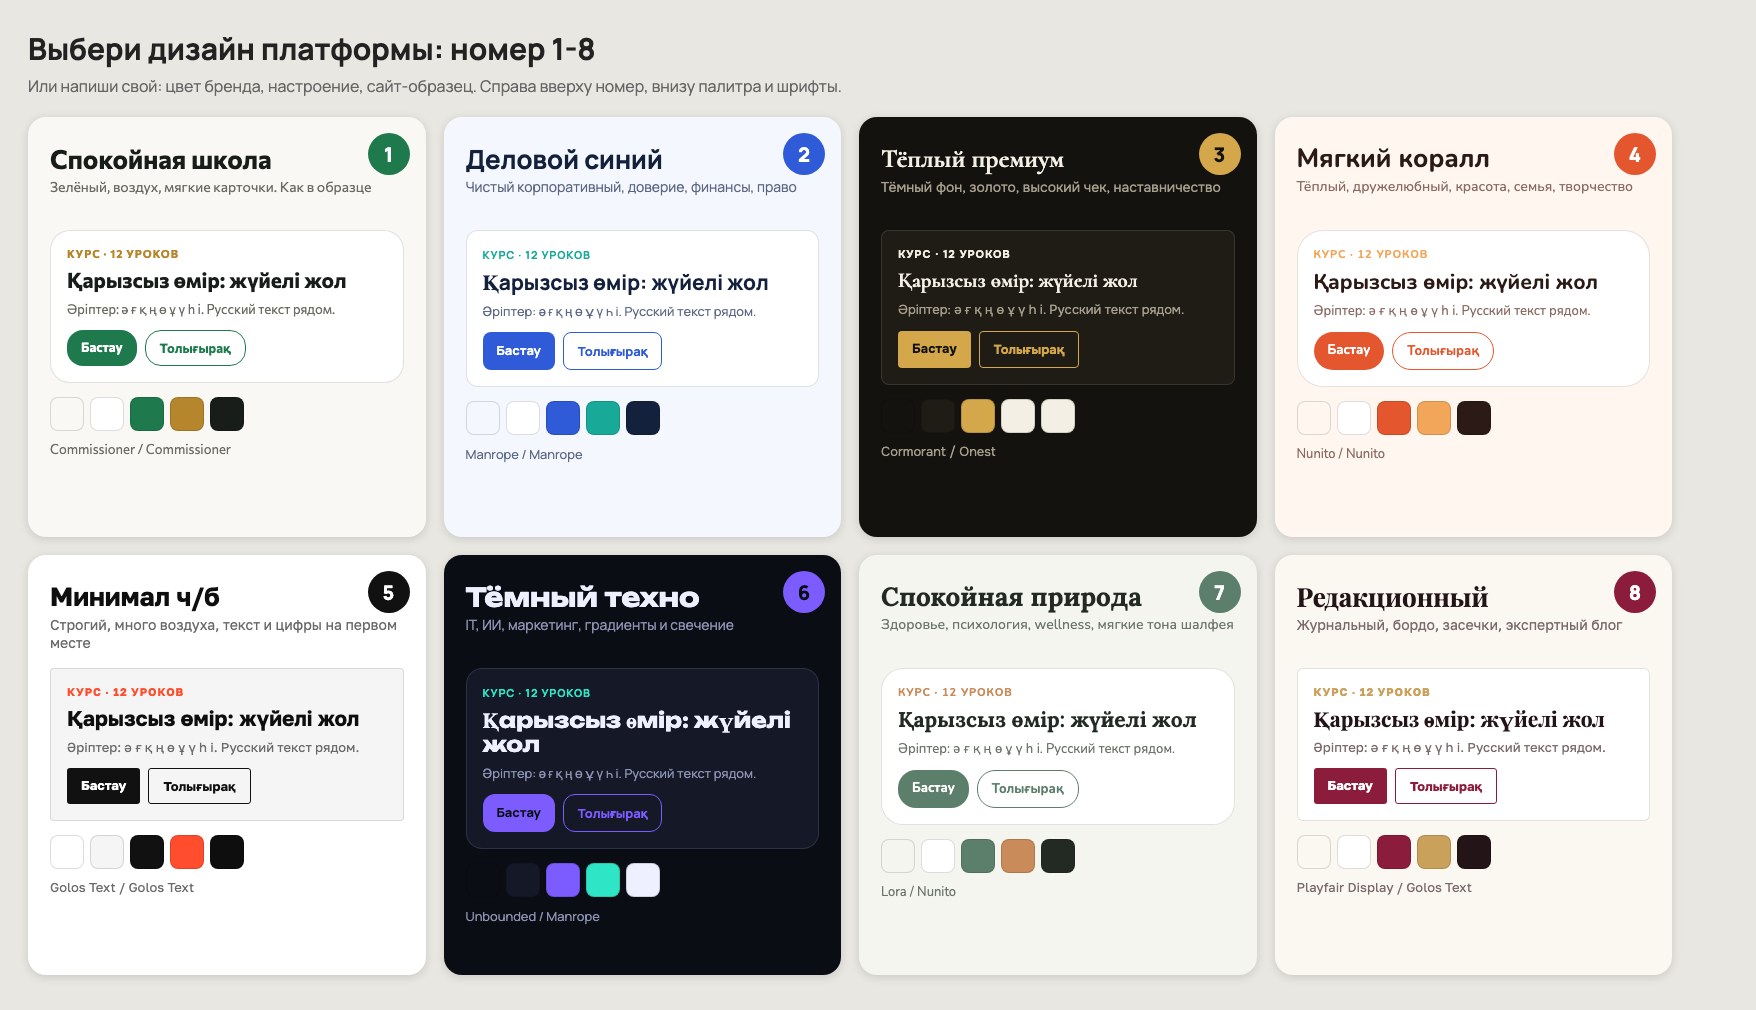 Выбери дизайн платформы: номер 1-8
Или напиши свой: цвет бренда, настроение, сайт-образец. Справа вверху номер, внизу палитра и шрифты.
Спокойная школа
1
Зелёный, воздух, мягкие карточки. Как в образце
КУРС · 12 УРОКОВ
Қарызсыз өмір: жүйелі жол
Әріптер: ә ғ қ ң ө ұ ү һ і. Русский текст рядом.
Бастау
Толығырақ
Commissioner / Commissioner
Деловой синий
2
Чистый корпоративный, доверие, финансы, право
КУРС · 12 УРОКОВ
Қарызсыз өмір: жүйелі жол
Әріптер: ә ғ қ ң ө ұ ү һ і. Русский текст рядом.
Бастау
Толығырақ
Manrope / Manrope
Тёплый премиум
3
Тёмный фон, золото, высокий чек, наставничество
КУРС · 12 УРОКОВ
Қарызсыз өмір: жүйелі жол
Әріптер: ә ғ қ ң ө ұ ү һ і. Русский текст рядом.
Бастау
Толығырақ
Cormorant / Onest
Мягкий коралл
4
Тёплый, дружелюбный, красота, семья, творчество
КУРС · 12 УРОКОВ
Қарызсыз өмір: жүйелі жол
Әріптер: ә ғ қ ң ө ұ ү һ і. Русский текст рядом.
Бастау
Толығырақ
Nunito / Nunito
Минимал ч/б
5
Строгий, много воздуха, текст и цифры на первом
месте
КУРС · 12 УРОКОВ
Қарызсыз өмір: жүйелі жол
Әріптер: ә ғ қ ң ө ұ ү һ і. Русский текст рядом.
Бастау
Толығырақ
Golos Text / Golos Text
Тёмный техно
6
IT, ИИ, маркетинг, градиенты и свечение
КУРС · 12 УРОКОВ
Қарызсыз өмір: жүйелі
жол
Әріптер: ә ғ қ ң ө ұ ү һ і. Русский текст рядом.
Бастау
Толығырақ
Unbounded / Manrope
Спокойная природа
7
Здоровье, психология, wellness, мягкие тона шалфея
КУРС · 12 УРОКОВ
Қарызсыз өмір: жүйелі жол
Әріптер: ә ғ қ ң ө ұ ү һ і. Русский текст рядом.
Бастау
Толығырақ
Lora / Nunito
Редакционный
8
Журнальный, бордо, засечки, экспертный блог
КУРС · 12 УРОКОВ
Қарызсыз өмір: жүйелі жол
Әріптер: ә ғ қ ң ө ұ ү һ і. Русский текст рядом.
Бастау
Толығырақ
Playfair Display / Golos Text